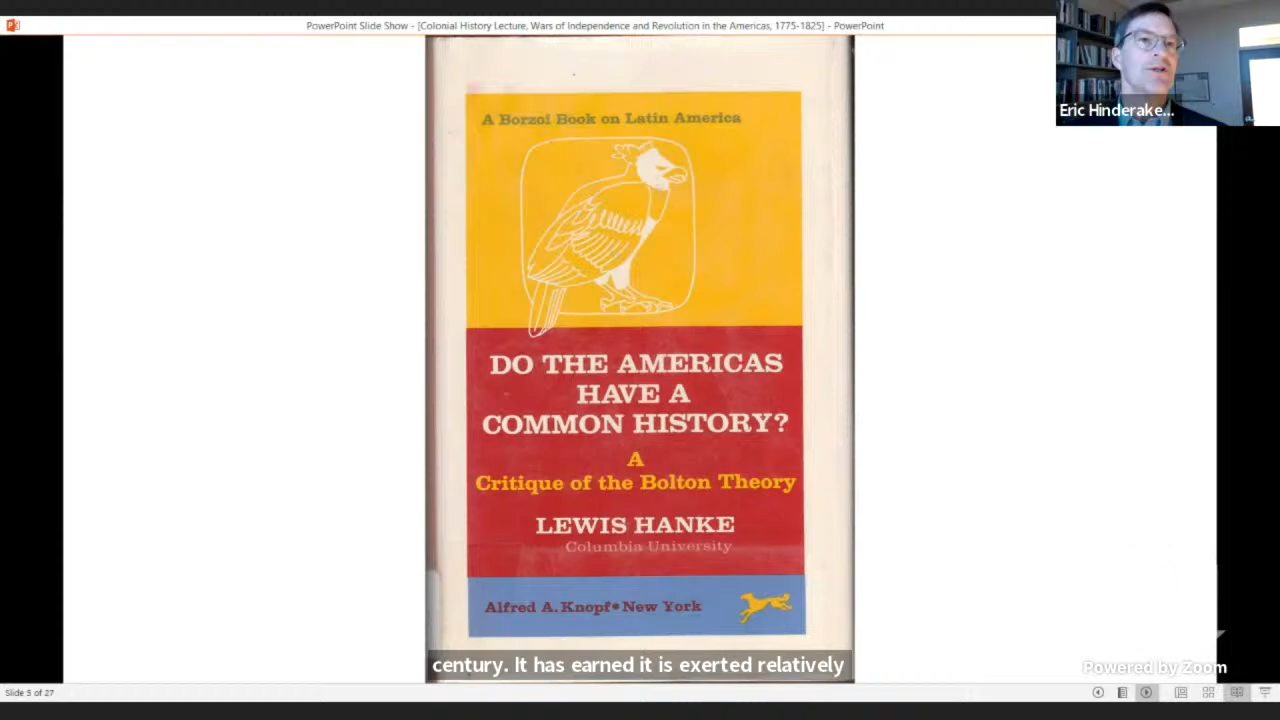 PowerPoint Slide Show - [Colonial History Lecture, Wars of Independence and Revolution in the Americas, 1775-1825] - PowerPoint
Eric Hinderake...
A Borzoi Book on Latin America
DO THE AMERICAS
HAVE A
COMMON HISTORY?
A
Critique of the Bolton Theory
LEWIS HANKE
Columbia University
Alfred A. Knopf • New York
century. It has earned it is exerted relatively
Powered by Zoom
Slide 5 of 27